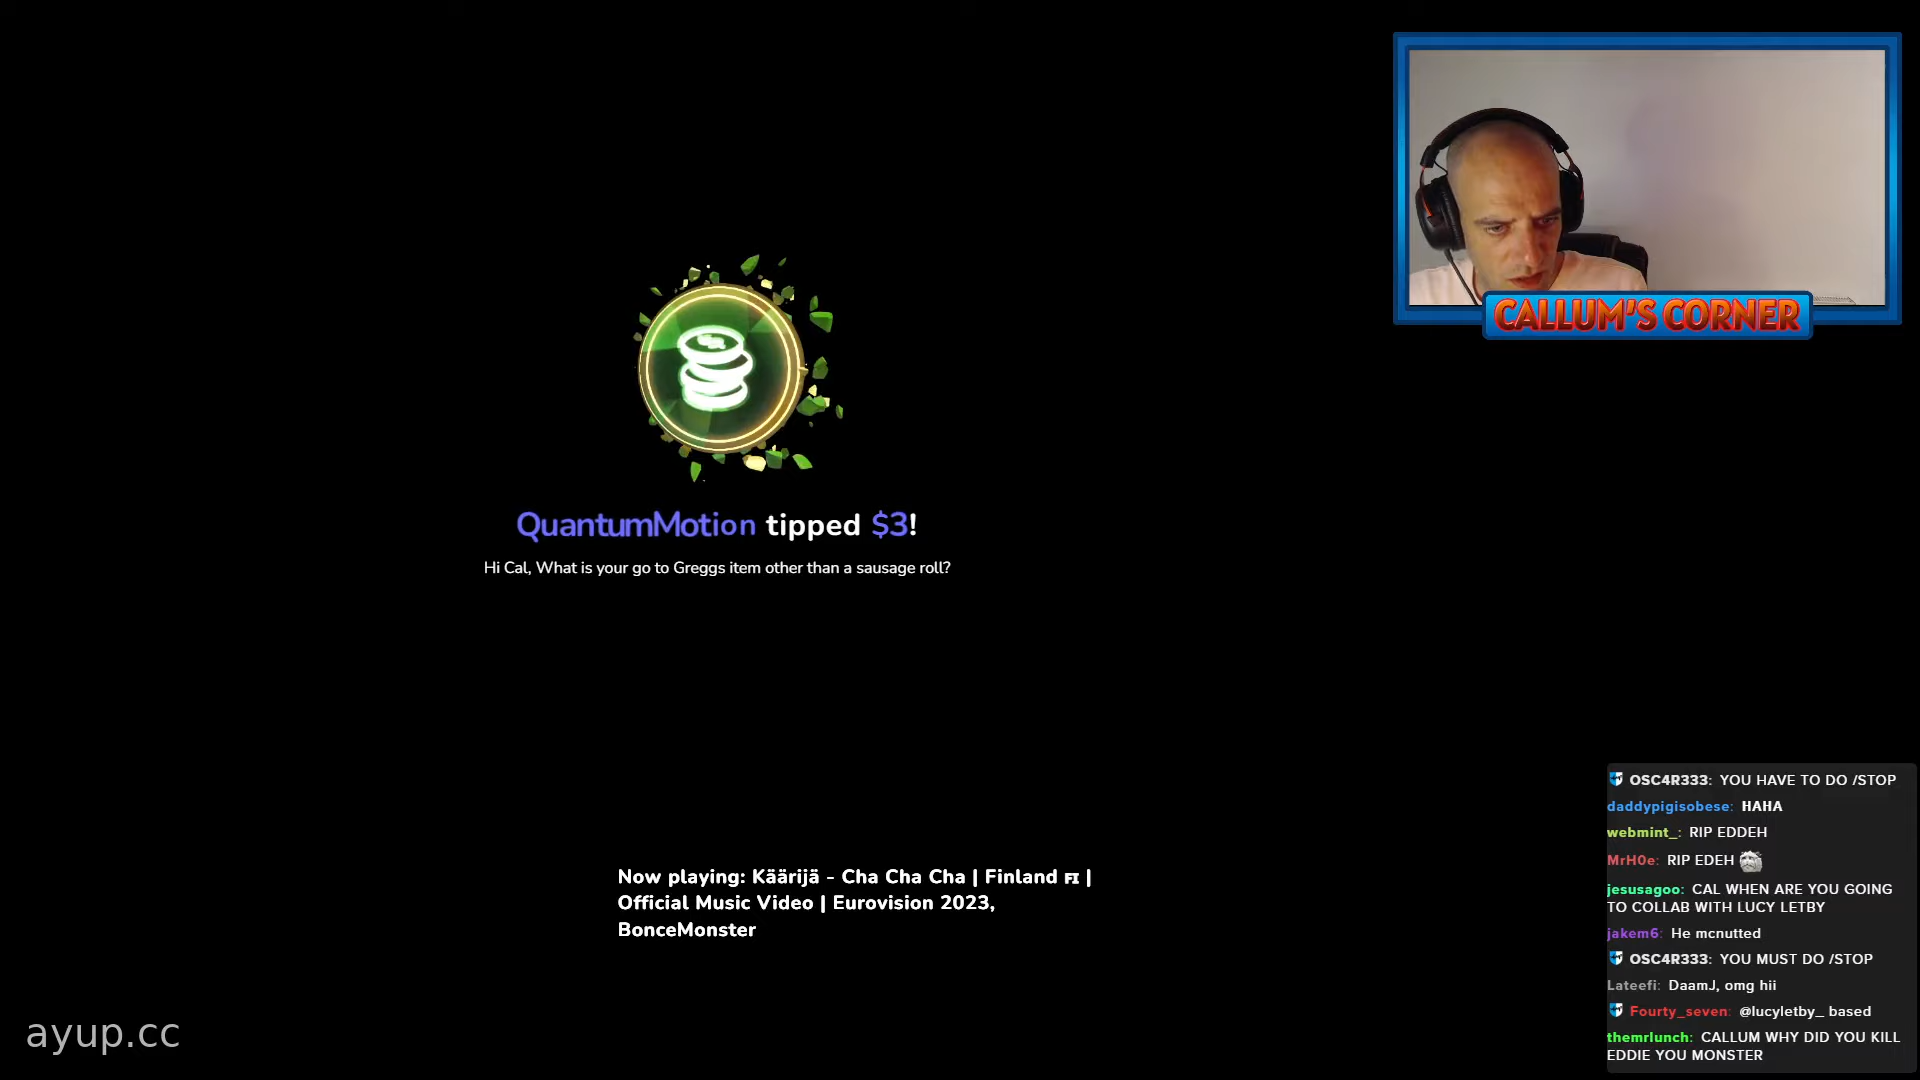 CALLUM'S CORNER
QuantumMotion tipped $3!
Hi Cal, What is your go to Greggs item other than a sausage roll?
Now playing: Käärijä - Cha Cha Cha | Finland FI |
Official Music Video | Eurovision 2023,
BonceMonster
OSC4R333: YOU HAVE TO DO /STOP
daddypigisobese: HAHA
webmint_: RIP EDDEH
MrH0e: RIP EDEH
jesusagoo: CAL WHEN ARE YOU GOING
TO COLLAB WITH LUCY LETBY
jakem6: He mcnutted
OSC4R333: YOU MUST DO /STOP
Lateefi: DaamJ, omg hii
Fourty_seven: @lucyletby_ based
themrlunch: CALLUM WHY DID YOU KILL
EDDIE YOU MONSTER
ayup.cc